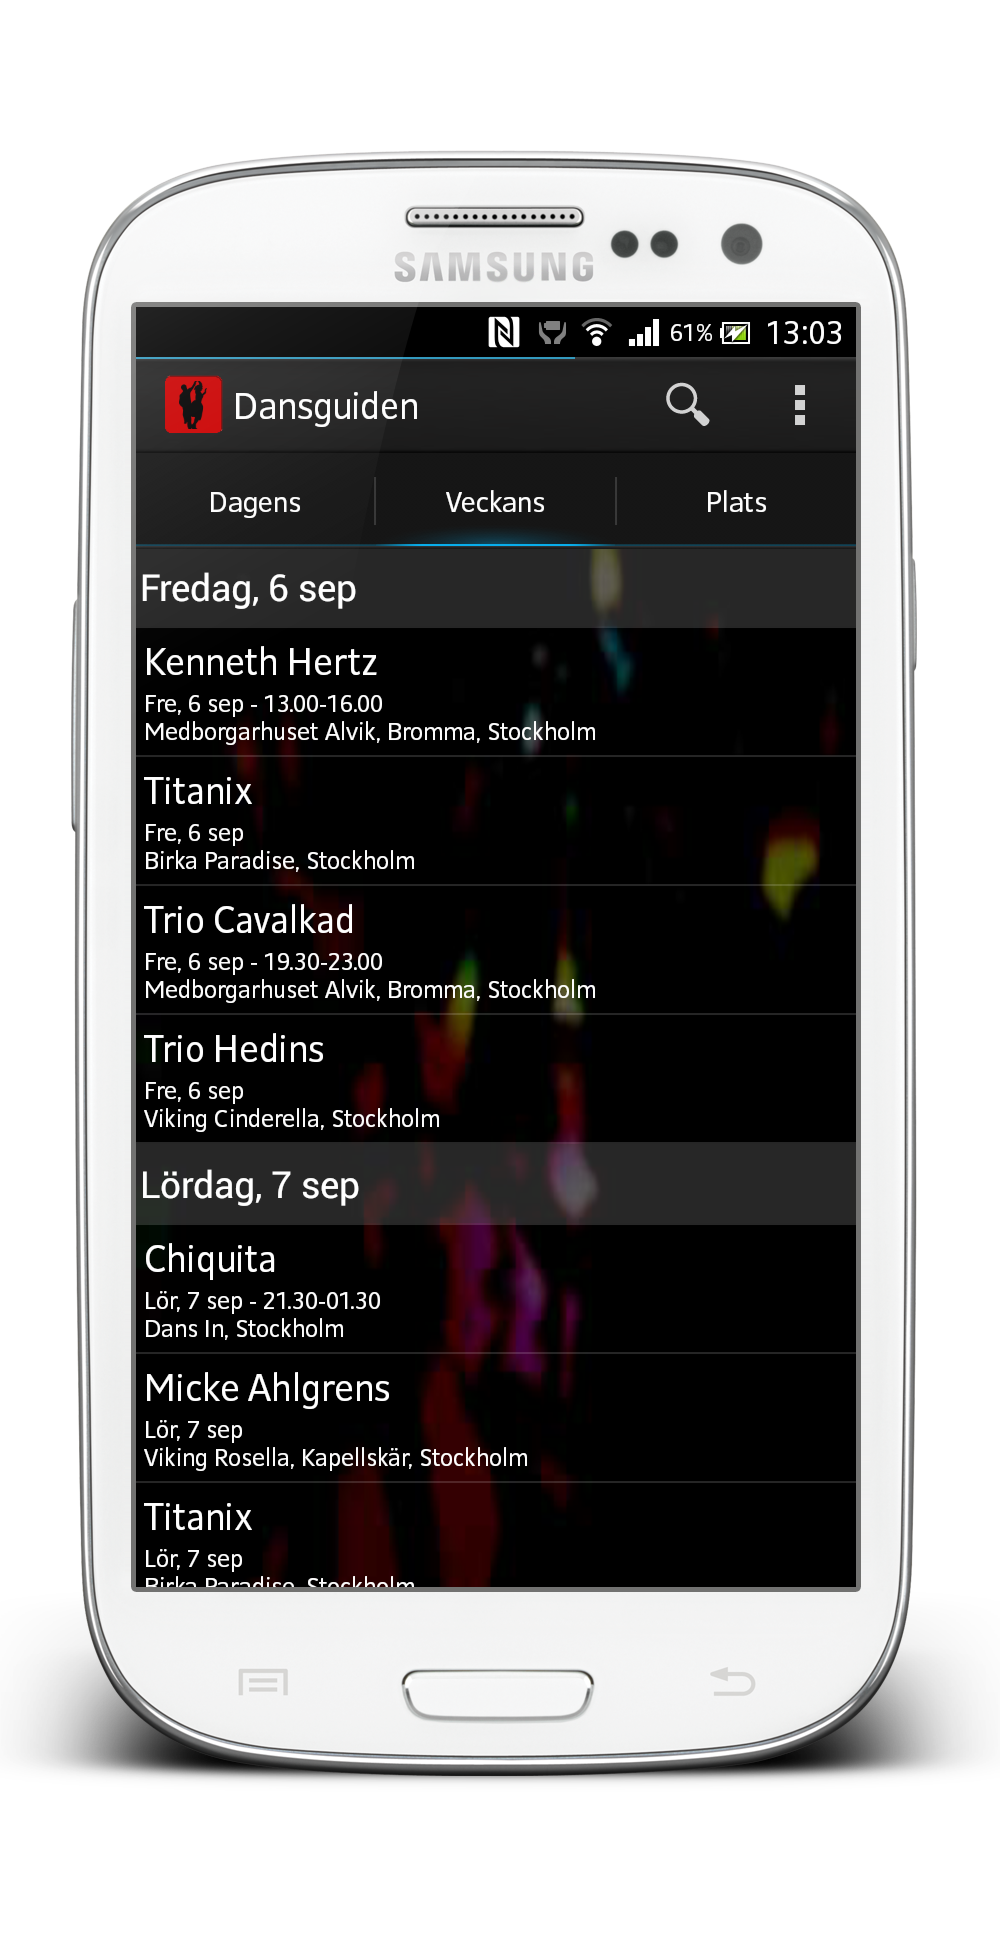 SAMSUNG
61% 13:03
Dansguiden
Dagens Veckans Plats
Fredag, 6 sep
Kenneth Hertz
Fre, 6 sep - 13.00-16.00
Medborgarhuset Alvik, Bromma, Stockholm
Titanix
Fre, 6 sep
Birka Paradise, Stockholm
Trio Cavalkad
Fre, 6 sep - 19.30-23.00
Medborgarhuset Alvik, Bromma, Stockholm
Trio Hedins
Fre, 6 sep
Viking Cinderella, Stockholm
Lördag, 7 sep
Chiquita
Lör, 7 sep - 21.30-01.30
Dans In, Stockholm
Micke Ahlgrens
Lör, 7 sep
Viking Rosella, Kapellskär, Stockholm
Titanix
Lör, 7 sep
Birka Paradise, Stockholm